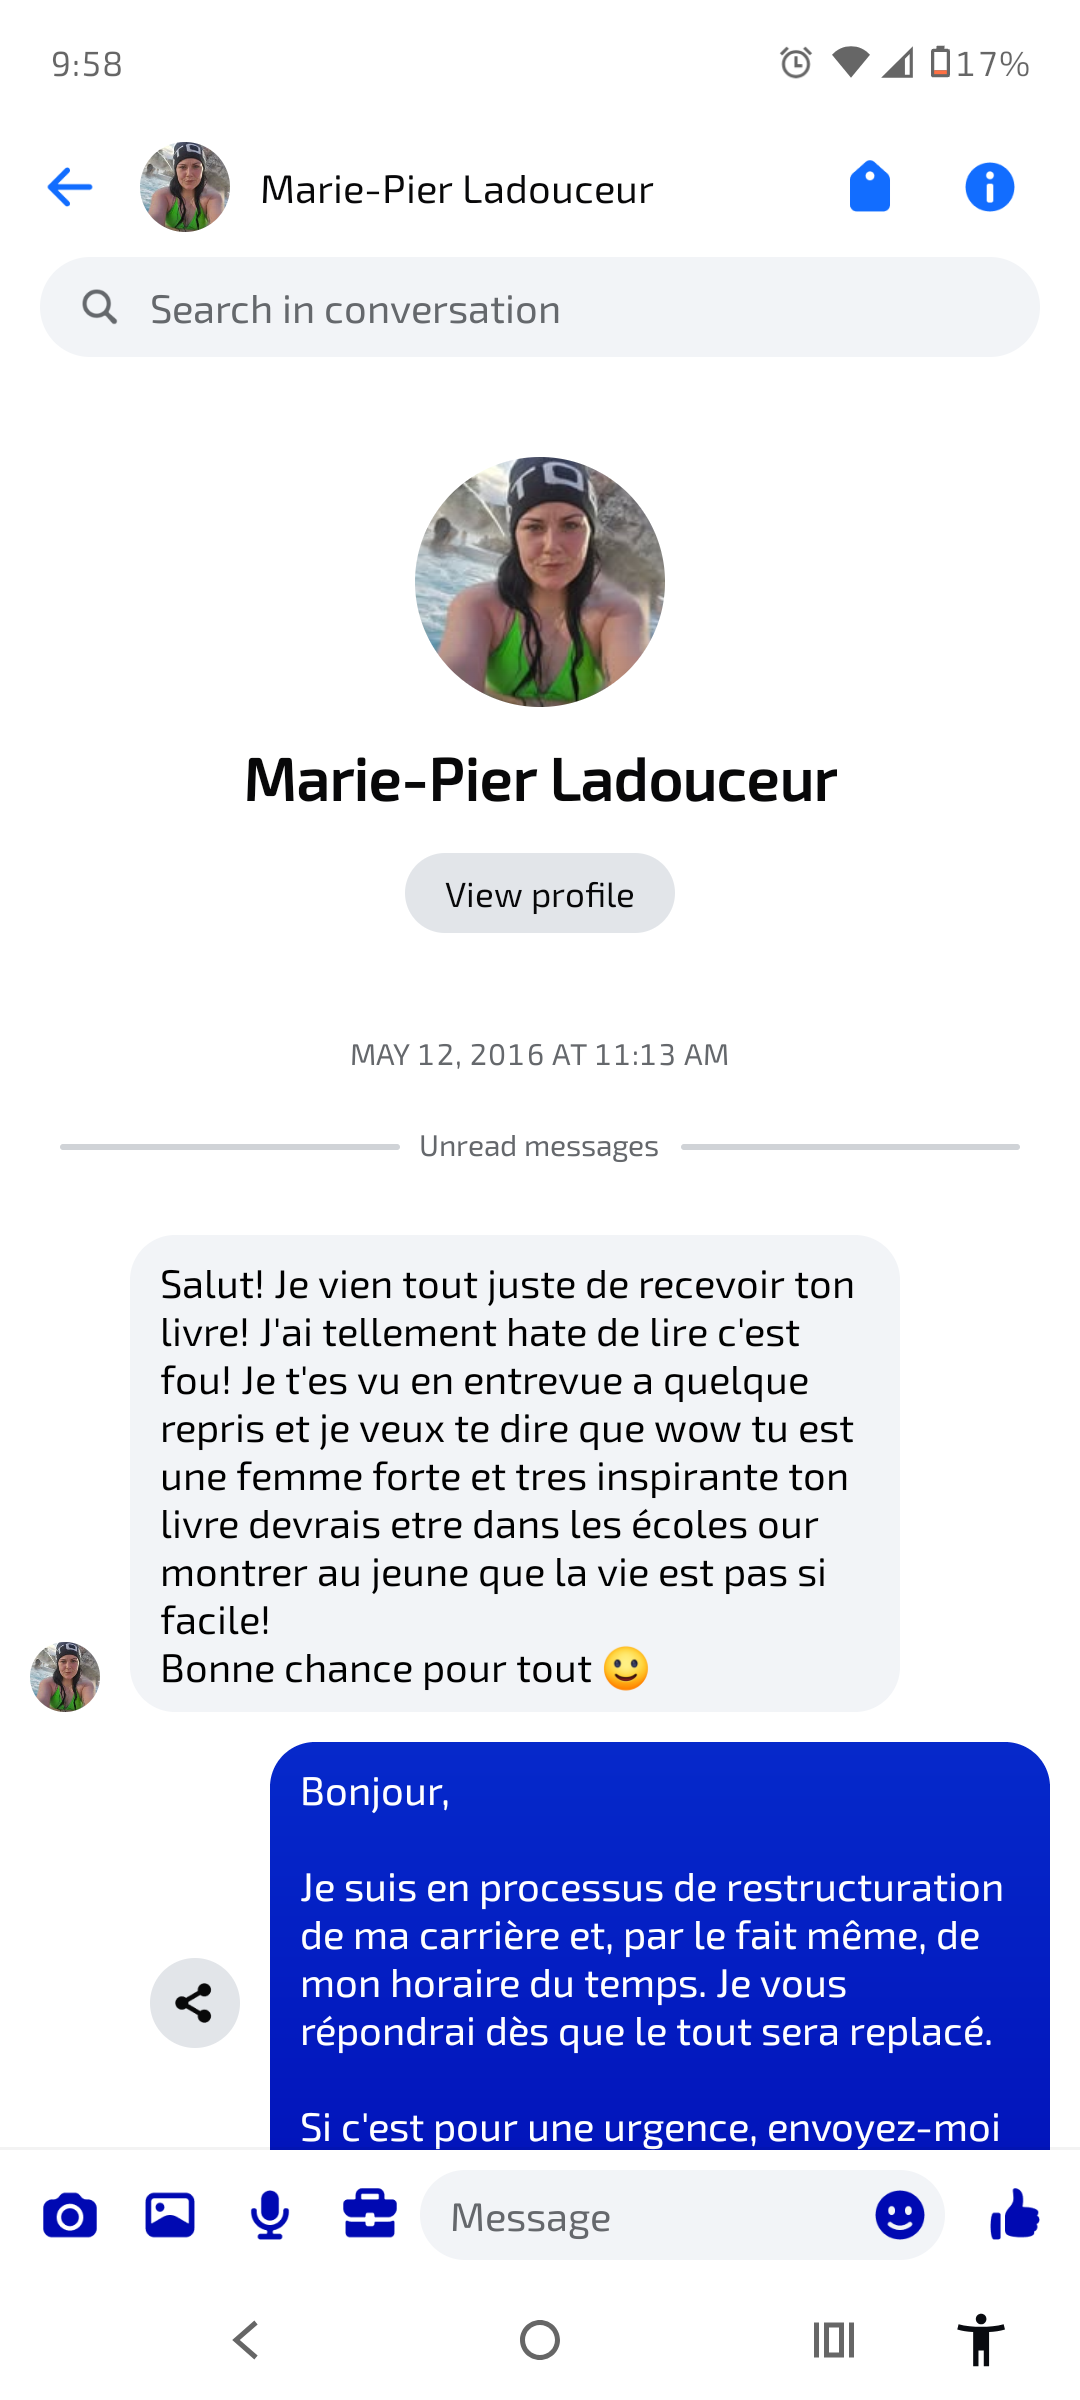 9:58
17%
Marie-Pier Ladouceur
Search in conversation
TO
Marie-Pier Ladouceur
View profile
MAY 12, 2016 AT 11:13 AM
Unread messages
Salut! Je vien tout juste de recevoir ton
livre! J'ai tellement hate de lire c'est
fou! Je t'es vu en entrevue a quelque
repris et je veux te dire que wow tu est
une femme forte et tres inspirante ton
livre devrais etre dans les écoles our
montrer au jeune que la vie est pas si
facile!
Bonne chance pour tout 🙂
Bonjour,
Je suis en processus de restructuration
de ma carrière et, par le fait même, de
mon horaire du temps. Je vous
répondrai dès que le tout sera replacé.
Si c'est pour une urgence, envoyez-moi
Message